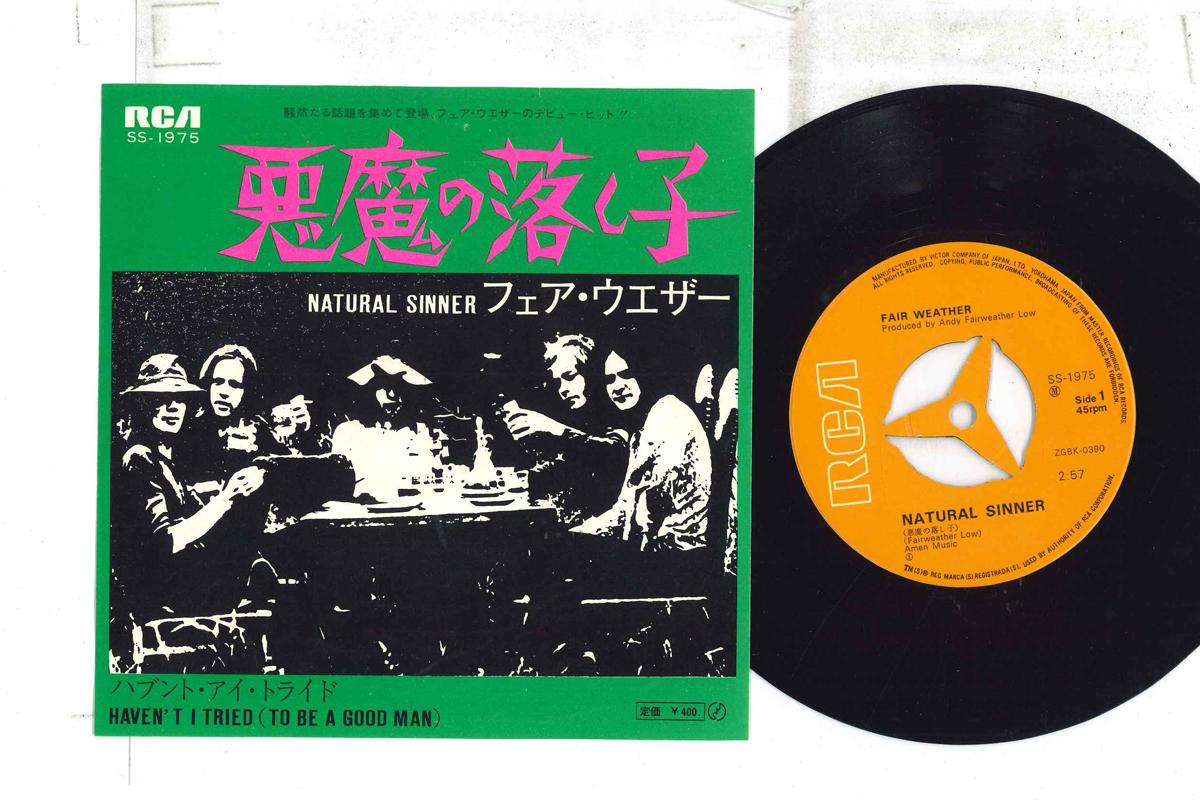 RCA
SS-1975
騒然たる話題を集めて登場、フェア・ウエザーのデビュー・ヒット!!
悪魔の落し子
NATURAL SINNER フェア・ウエザー
ハブント・アイ・トライド
HAVEN'T I TRIED (TO BE A GOOD MAN)
定価 ¥400.
MANUFACTURED BY VICTOR COMPANY OF JAPAN, LTD. YOKOHAMA, JAPAN FROM MASTER RECORDINGS OF RCA RECORDS.
ALL RIGHTS RESERVED. COPYING, PUBLIC PERFORMANCE, BROADCASTING OF THESE RECORDS ARE FORBIDDEN.
FAIR WEATHER
Produced by Andy Fairweather Low
RCA
SS-1975
Ⓜ
Side 1
45rpm
ZGBK-0390
2:57
NATURAL SINNER
(悪魔の落し子)
(Fairweather Low)
Amen Music
TM(S)® REG MARCA(S) REGISTRADA(S). USED BY AUTHORITY OF RCA CORPORATION.